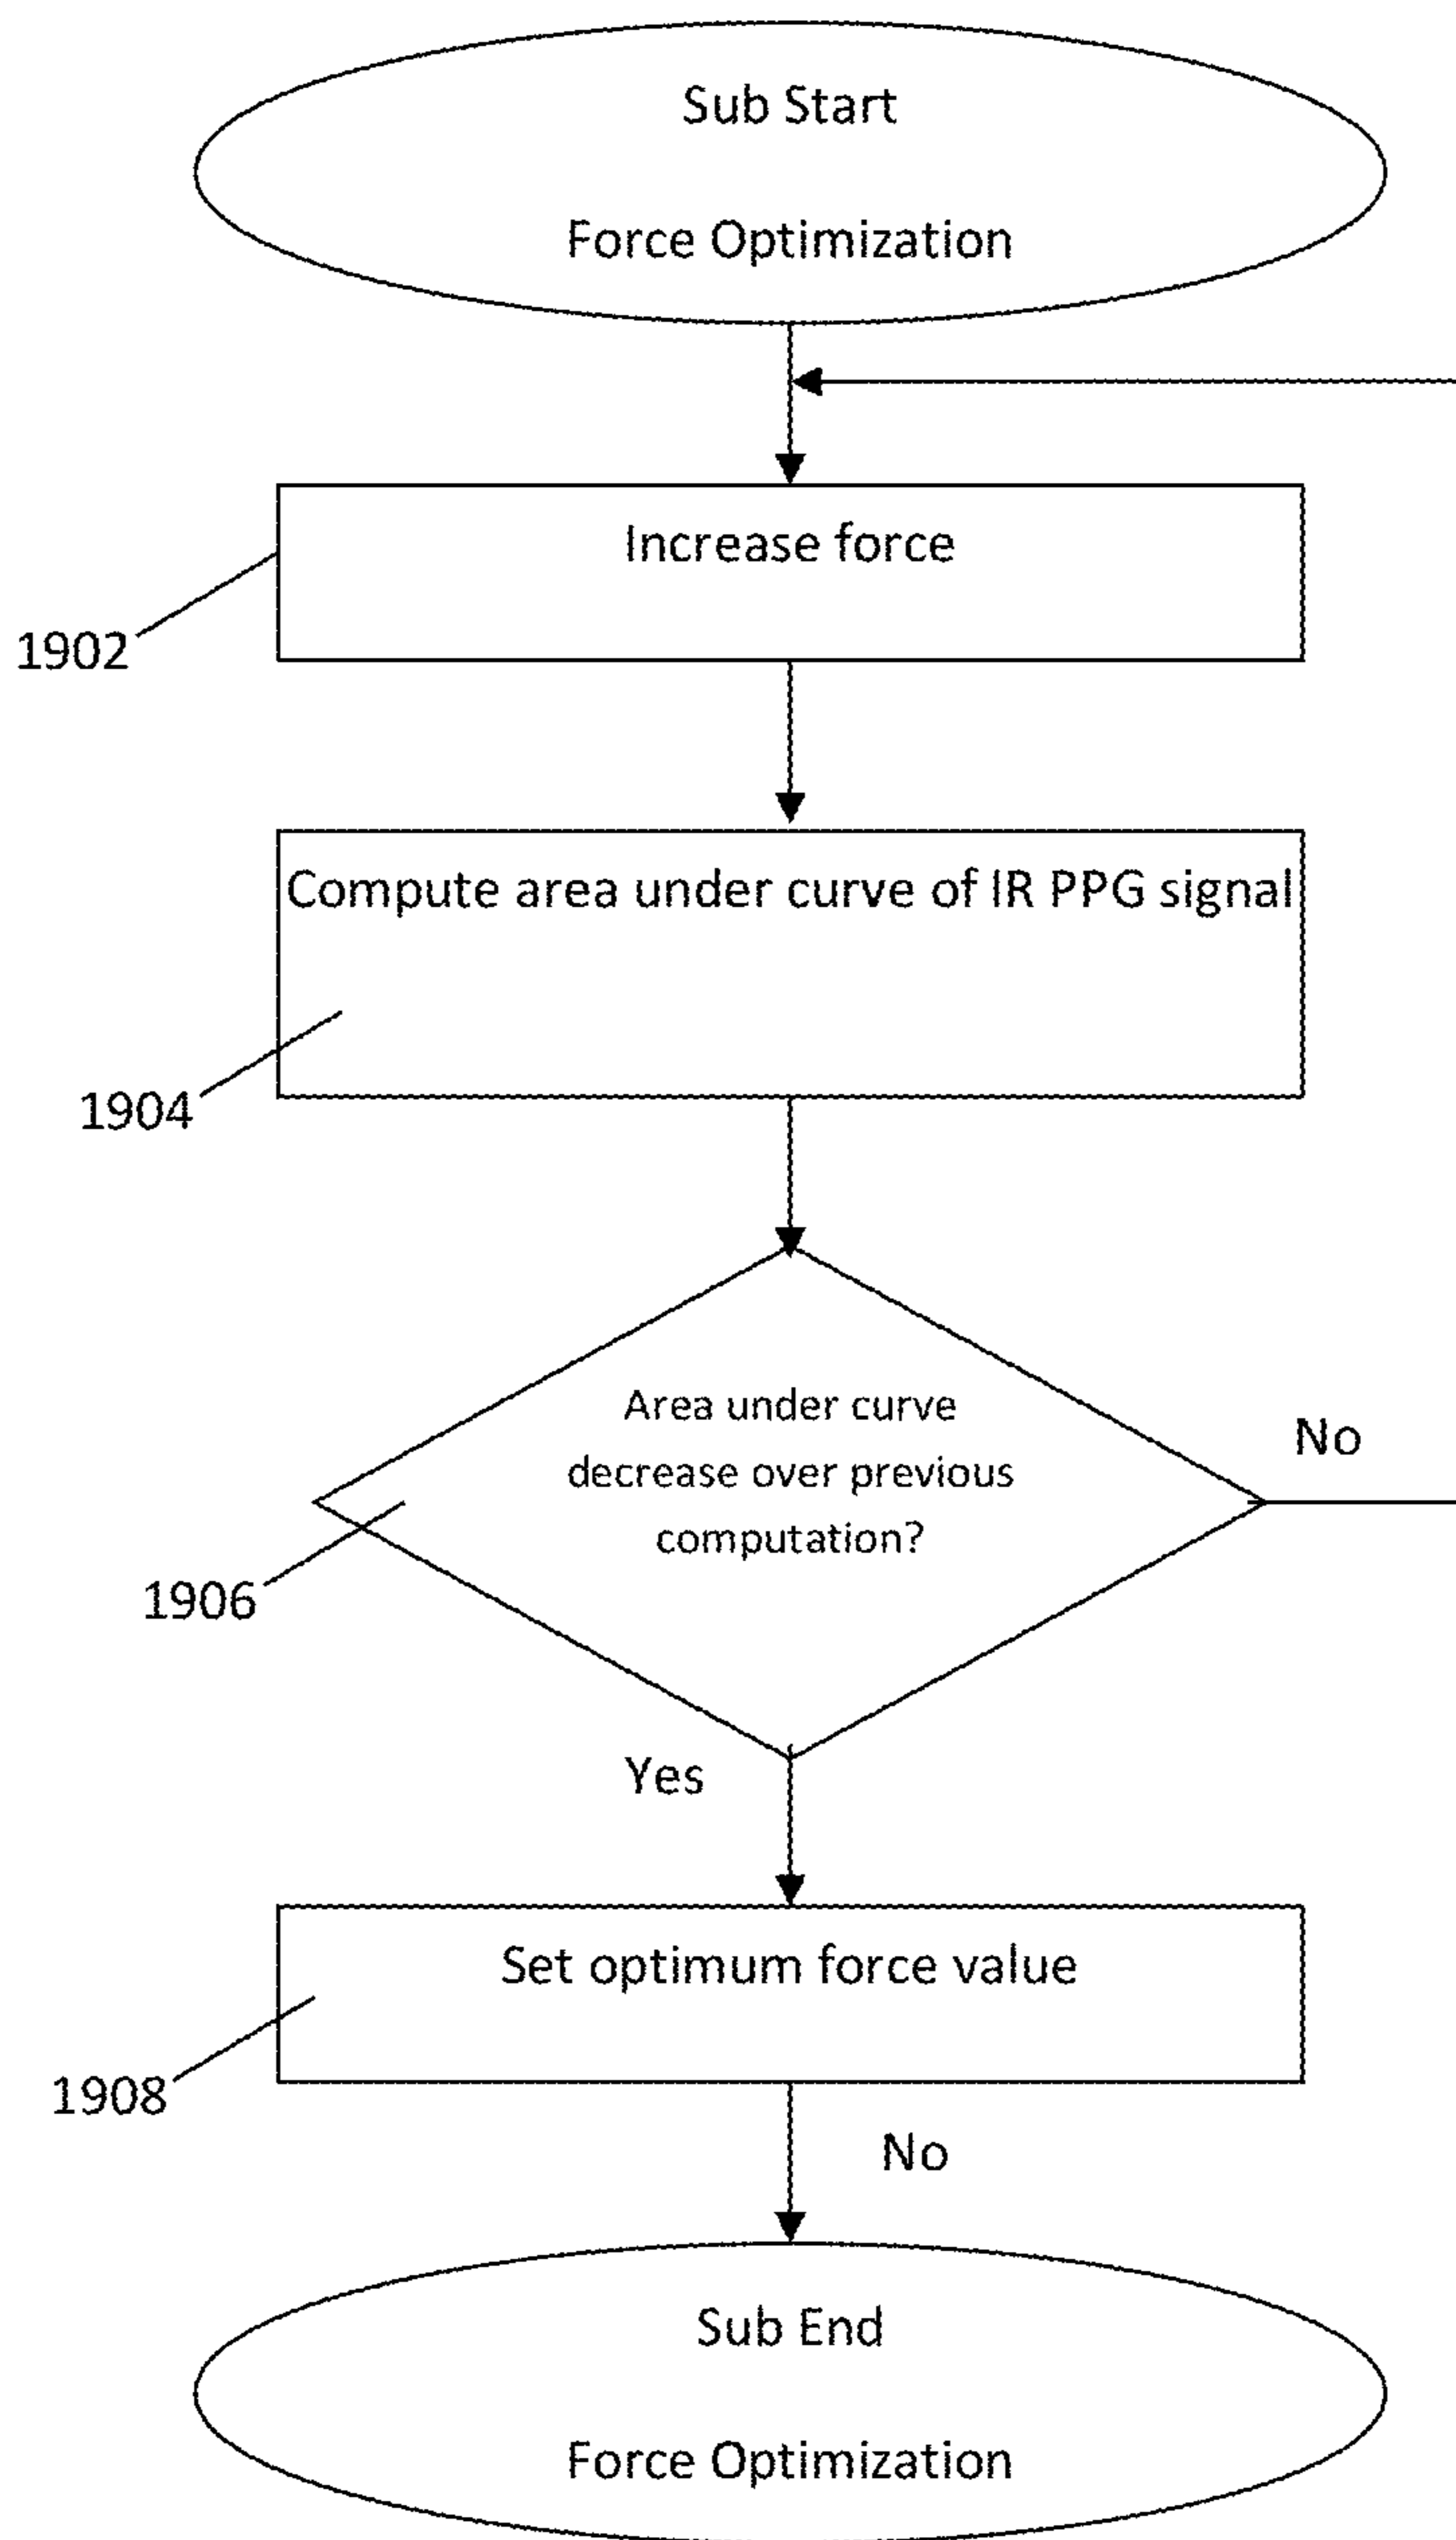 Sub Start
Force Optimization
Increase force
1902
Compute area under curve of IR PPG signal
1904
Area under curve
decrease over previous
computation?
No
1906
Yes
Set optimum force value
1908
No
Sub End
Force Optimization